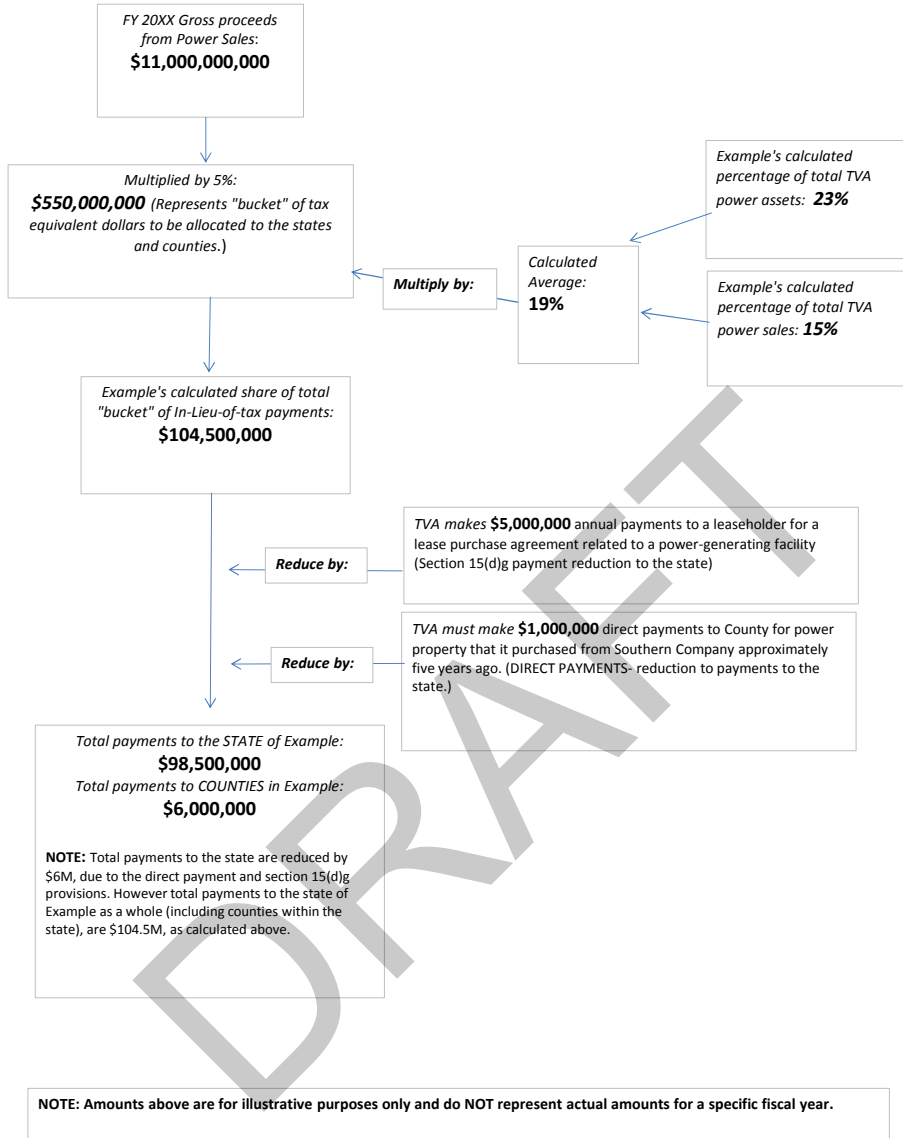 FY 20XX Gross proceeds
from Power Sales:
$11,000,000,000
Multiplied by 5%:
$550,000,000 (Represents "bucket" of tax
equivalent dollars to be allocated to the states
and counties.)
Example's calculated
percentage of total TVA
power assets: 23%
Multiply by:
Calculated
Average:
19%
Example's calculated
percentage of total TVA
power sales: 15%
Example's calculated share of total
"bucket" of In-Lieu-of-tax payments:
$104,500,000
Reduce by:
TVA makes $5,000,000 annual payments to a leaseholder for a
lease purchase agreement related to a power-generating facility
(Section 15(d)g payment reduction to the state)
Reduce by:
TVA must make $1,000,000 direct payments to County for power
property that it purchased from Southern Company approximately
five years ago. (DIRECT PAYMENTS- reduction to payments to the
state.)
Total payments to the STATE of Example:
$98,500,000
Total payments to COUNTIES in Example:
$6,000,000
NOTE: Total payments to the state are reduced by
$6M, due to the direct payment and section 15(d)g
provisions. However total payments to the state of
Example as a whole (including counties within the
state), are $104.5M, as calculated above.
DRAFT
NOTE: Amounts above are for illustrative purposes only and do NOT represent actual amounts for a specific fiscal year.